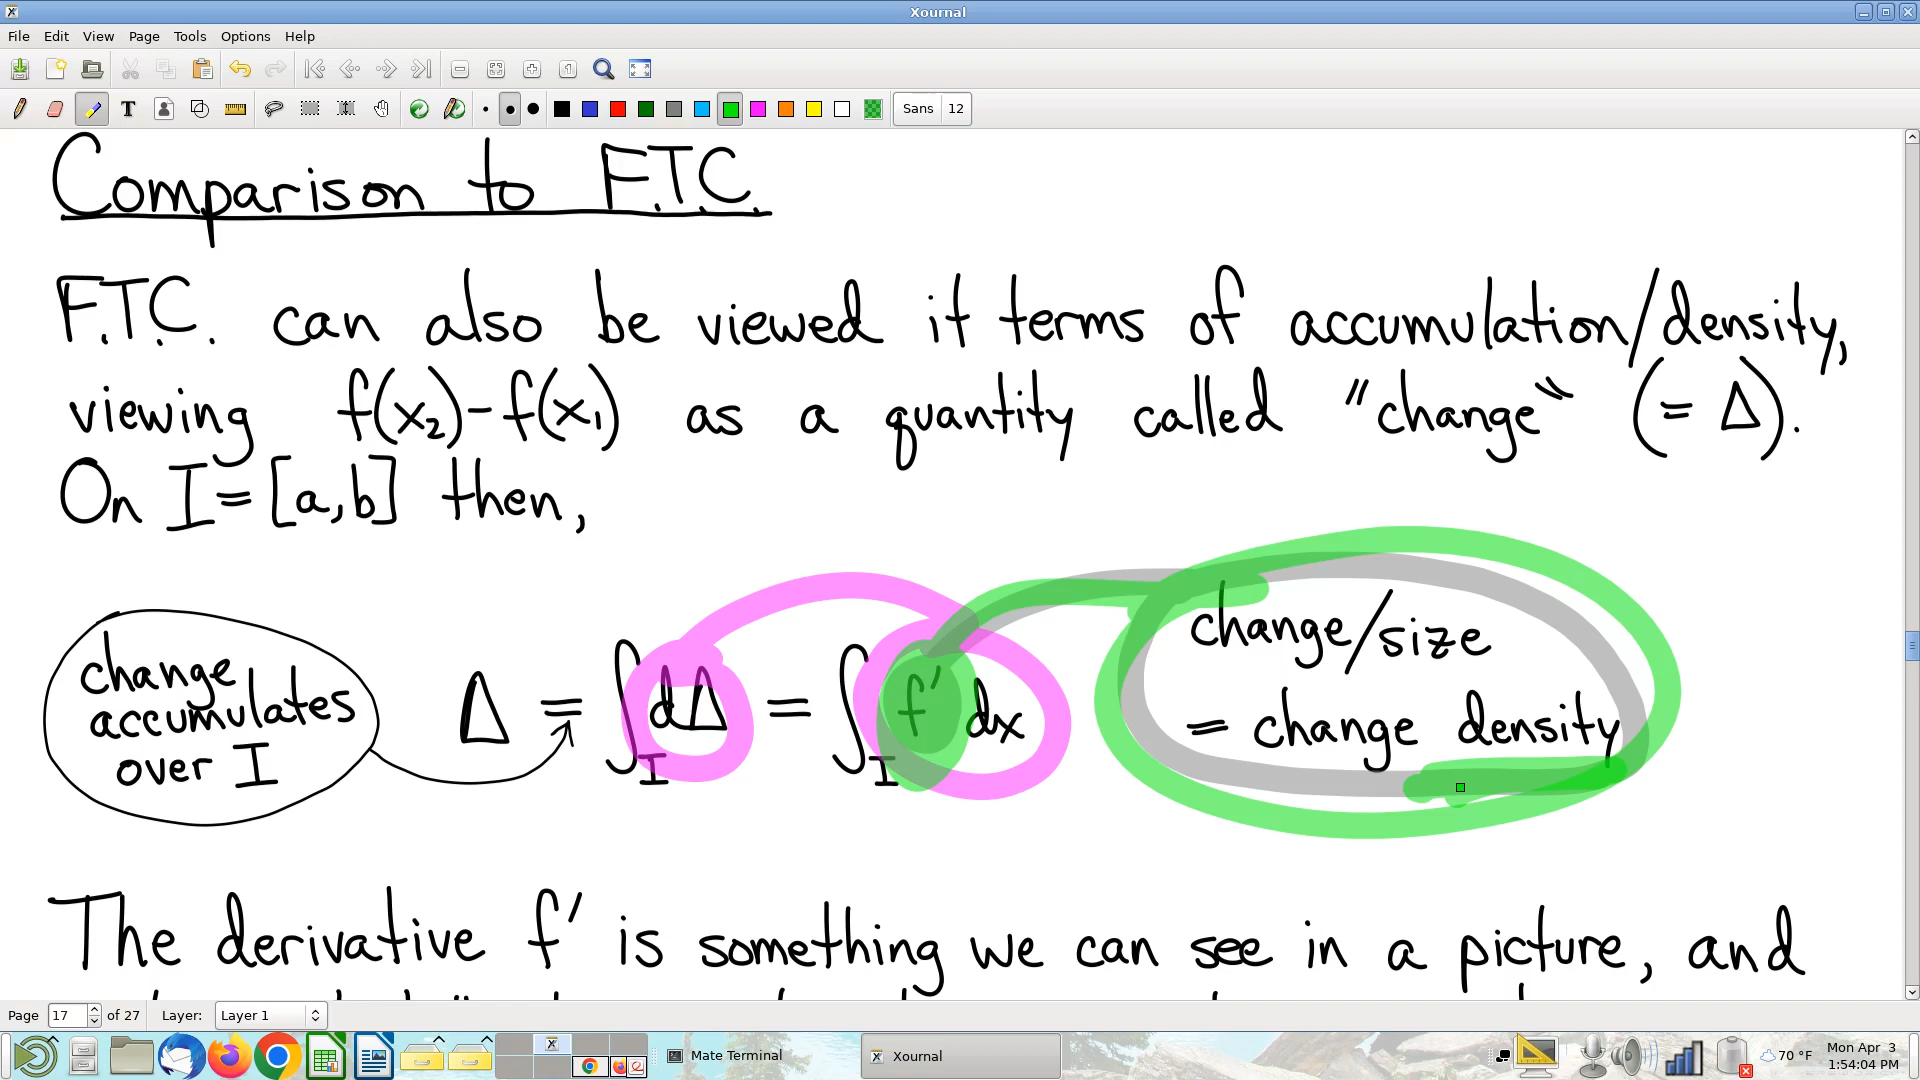 Xournal
File Edit View Page Tools Options Help
Sans 12
Comparison to F.T.C.
F.T.C. can also be viewed it terms of accumulation/density,
viewing f(x₂)-f(x₁) as a quantity called "change" (= Δ).
On I=[a,b] then,
change accumulates over I
Δ = ∫_I dΔ = ∫_I f' dx
change/size
= change density
The derivative f' is something we can see in a picture, and
Page 17 of 27 Layer: Layer 1
Mate Terminal
Xournal
70 °F
Mon Apr 3
1:54:04 PM